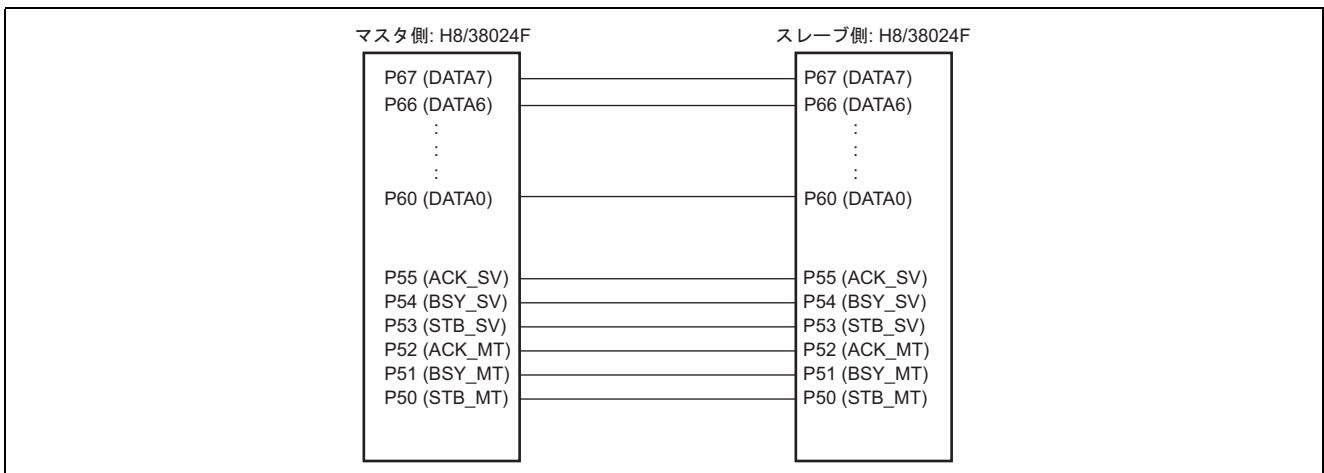 マスタ側: H8/38024F スレーブ側: H8/38024F
P67 (DATA7) P67 (DATA7)
P66 (DATA6) P66 (DATA6)
: :
: :
: :
P60 (DATA0) P60 (DATA0)
P55 (ACK_SV) P55 (ACK_SV)
P54 (BSY_SV) P54 (BSY_SV)
P53 (STB_SV) P53 (STB_SV)
P52 (ACK_MT) P52 (ACK_MT)
P51 (BSY_MT) P51 (BSY_MT)
P50 (STB_MT) P50 (STB_MT)